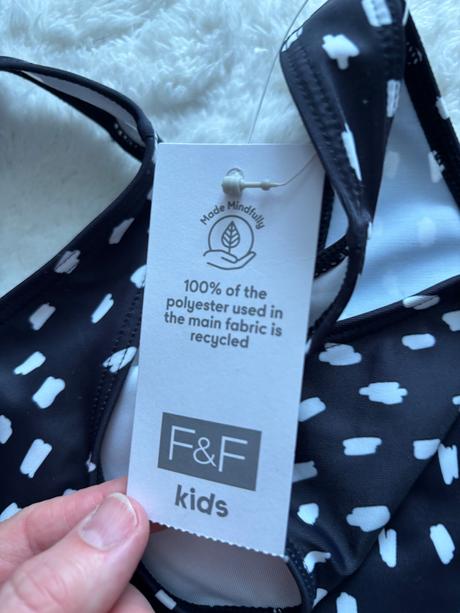 Made Mindfully
100% of the
polyester used in
the main fabric is
recycled
F&F
kids